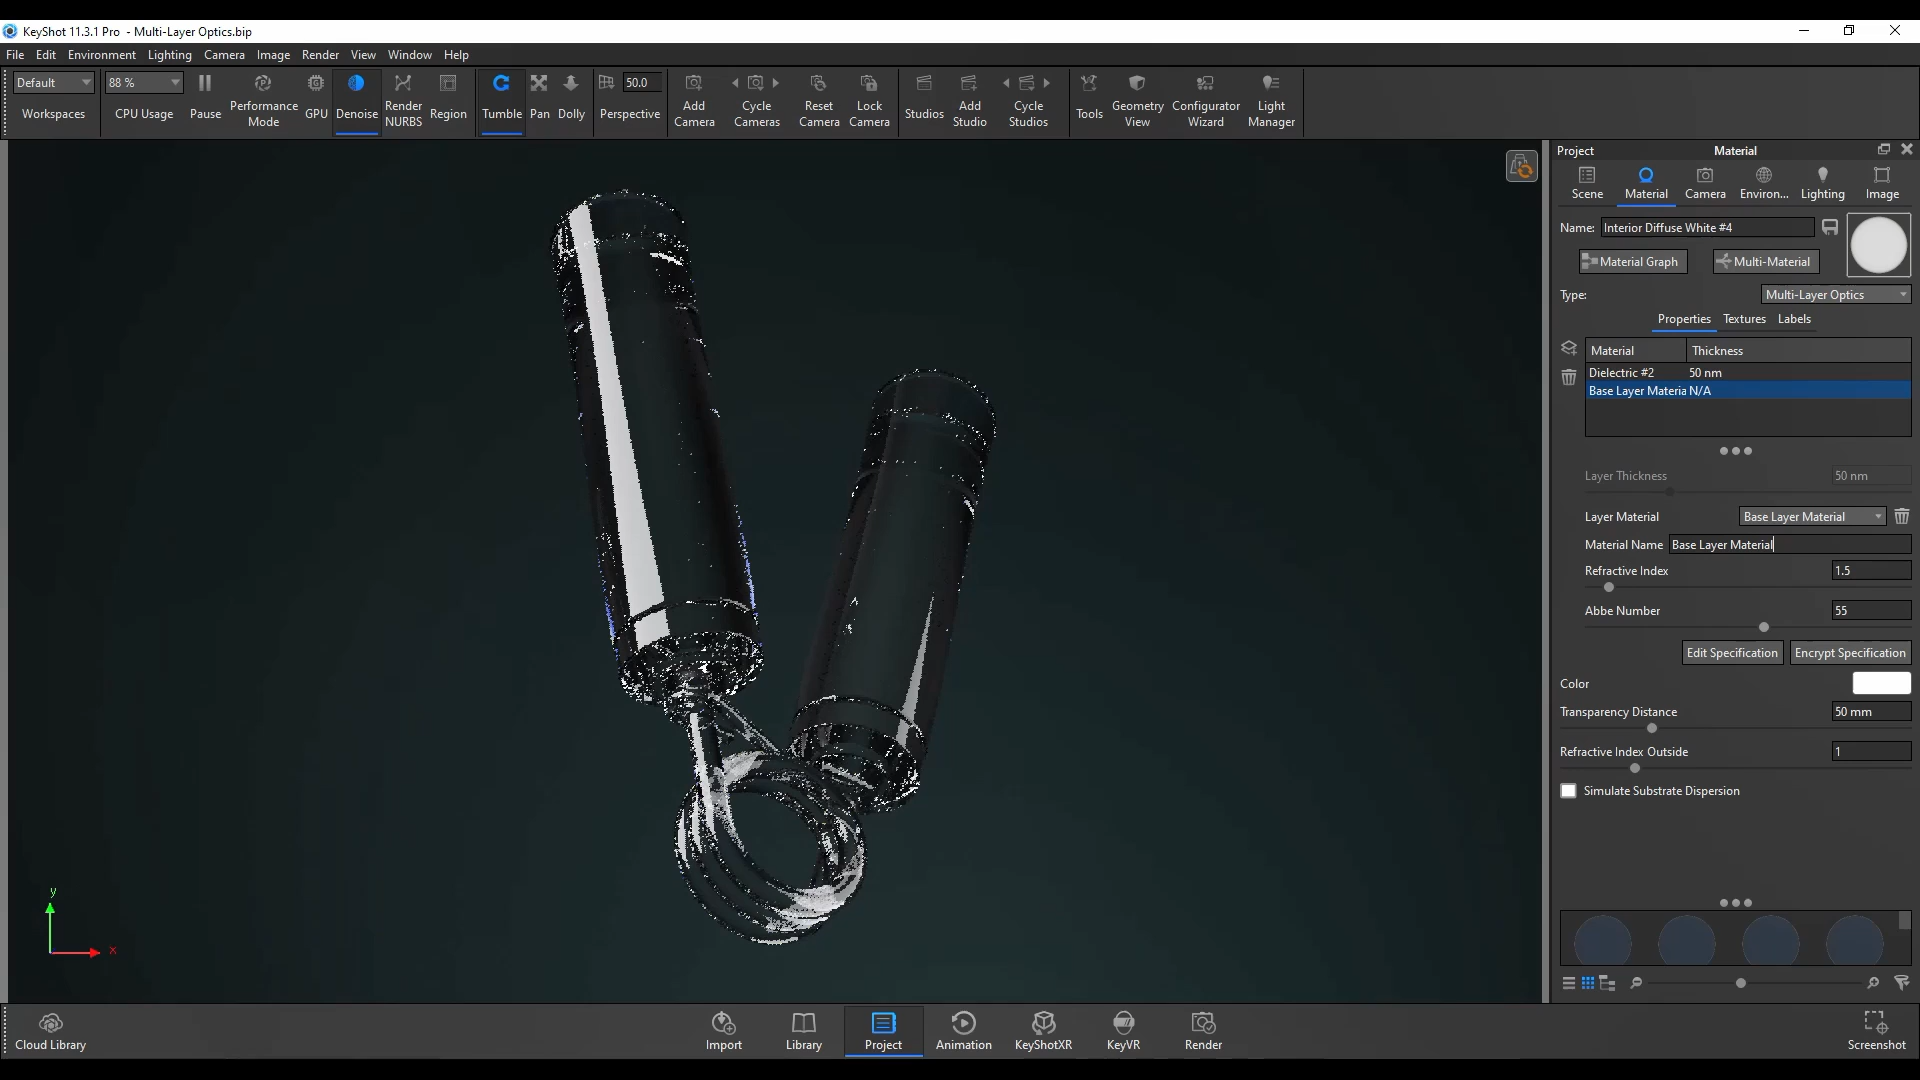 KeyShot 11.3.1 Pro - Multi-Layer Optics.bip
File Edit Environment Lighting Camera Image Render View Window Help
Default 88 % 50.0
Workspaces CPU Usage Pause Performance Mode GPU Denoise Render NURBS Region Tumble Pan Dolly Perspective Add Camera Cycle Cameras Reset Camera Lock Camera Studios Add Studio Cycle Studios Tools Geometry View Configurator Wizard Light Manager
Project Material
Scene Material Camera Environ... Lighting Image
Name: Interior Diffuse White #4
Material Graph Multi-Material
Type: Multi-Layer Optics
Properties Textures Labels
Material Thickness
Dielectric #2 50 nm
Base Layer Materia N/A
Layer Thickness 50 nm
Layer Material Base Layer Material
Material Name Base Layer Material
Refractive Index 1.5
Abbe Number 55
Edit Specification Encrypt Specification
Color
Transparency Distance 50 mm
Refractive Index Outside 1
Simulate Substrate Dispersion
y
x
Cloud Library Import Library Project Animation KeyShotXR KeyVR Render Screenshot